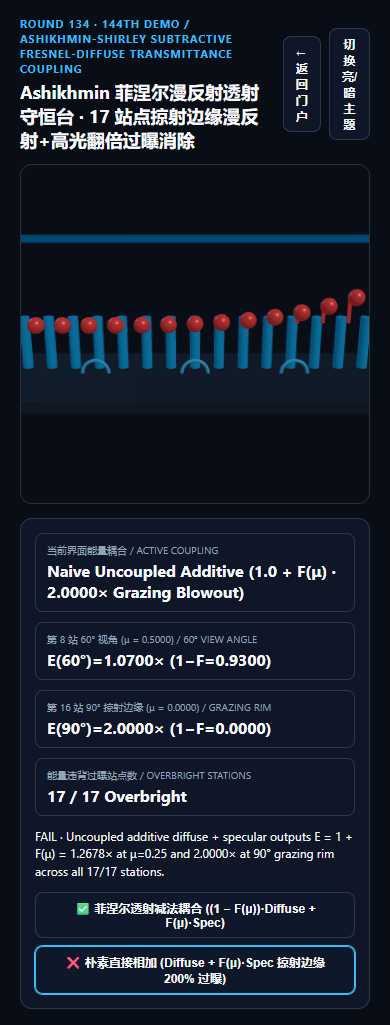 ROUND 134 · 144TH DEMO /
ASHIKHMIN-SHIRLEY SUBTRACTIVE
FRESNEL-DIFFUSE TRANSMITTANCE
COUPLING
Ashikhmin 菲涅尔漫反射透射
守恒台 · 17 站点掠射边缘漫反
射+高光翻倍过曝消除
←
返
回
门
户
切
换
亮/
暗
主
题
当前界面能量耦合 / ACTIVE COUPLING
Naive Uncoupled Additive (1.0 + F(μ) ·
2.0000× Grazing Blowout)
第 8 站 60° 视角 (μ = 0.5000) / 60° VIEW ANGLE
E(60°)=1.0700× (1−F=0.9300)
第 16 站 90° 掠射边缘 (μ = 0.0000) / GRAZING RIM
E(90°)=2.0000× (1−F=0.0000)
能量违背过曝站点数 / OVERBRIGHT STATIONS
17 / 17 Overbright
FAIL · Uncoupled additive diffuse + specular outputs E = 1 +
F(μ) = 1.2678× at μ=0.25 and 2.0000× at 90° grazing rim
across all 17/17 stations.
✅ 菲涅尔透射减法耦合 ((1 − F(μ))·Diffuse +
F(μ)·Spec)
❌ 朴素直接相加 (Diffuse + F(μ)·Spec 掠射边缘
200% 过曝)